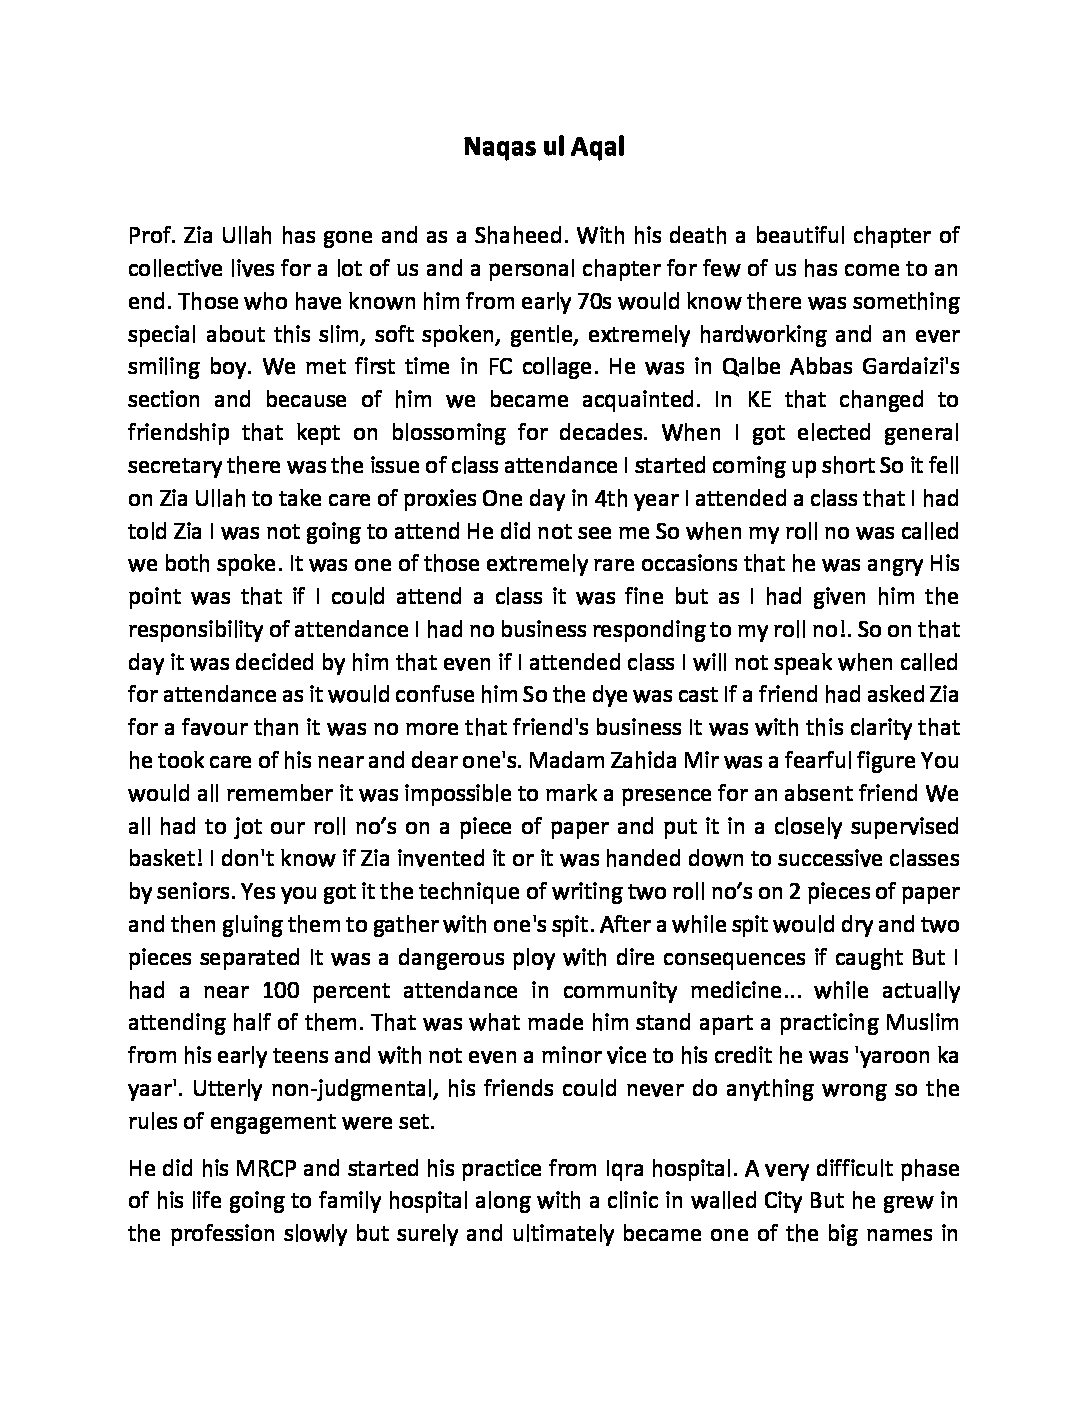 Naqas ul Aqal
Prof. Zia Ullah has gone and as a Shaheed. With his death a beautiful chapter of
collective lives for a lot of us and a personal chapter for few of us has come to an
end. Those who have known him from early 70s would know there was something
special about this slim, soft spoken, gentle, extremely hardworking and an ever
smiling boy. We met first time in FC collage. He was in Qalbe Abbas Gardaizi's
section and because of him we became acquainted. In KE that changed to
friendship that kept on blossoming for decades. When I got elected general
secretary there was the issue of class attendance I started coming up short So it fell
on Zia Ullah to take care of proxies One day in 4th year I attended a class that I had
told Zia I was not going to attend He did not see me So when my roll no was called
we both spoke. It was one of those extremely rare occasions that he was angry His
point was that if I could attend a class it was fine but as I had given him the
responsibility of attendance I had no business responding to my roll no!. So on that
day it was decided by him that even if I attended class I will not speak when called
for attendance as it would confuse him So the dye was cast If a friend had asked Zia
for a favour than it was no more that friend's business It was with this clarity that
he took care of his near and dear one's. Madam Zahida Mir was a fearful figure You
would all remember it was impossible to mark a presence for an absent friend We
all had to jot our roll no’s on a piece of paper and put it in a closely supervised
basket! I don't know if Zia invented it or it was handed down to successive classes
by seniors. Yes you got it the technique of writing two roll no’s on 2 pieces of paper
and then gluing them to gather with one's spit. After a while spit would dry and two
pieces separated It was a dangerous ploy with dire consequences if caught But I
had a near 100 percent attendance in community medicine... while actually
attending half of them. That was what made him stand apart a practicing Muslim
from his early teens and with not even a minor vice to his credit he was 'yaroon ka
yaar'. Utterly non-judgmental, his friends could never do anything wrong so the
rules of engagement were set.
He did his MRCP and started his practice from Iqra hospital. A very difficult phase
of his life going to family hospital along with a clinic in walled City But he grew in
the profession slowly but surely and ultimately became one of the big names in